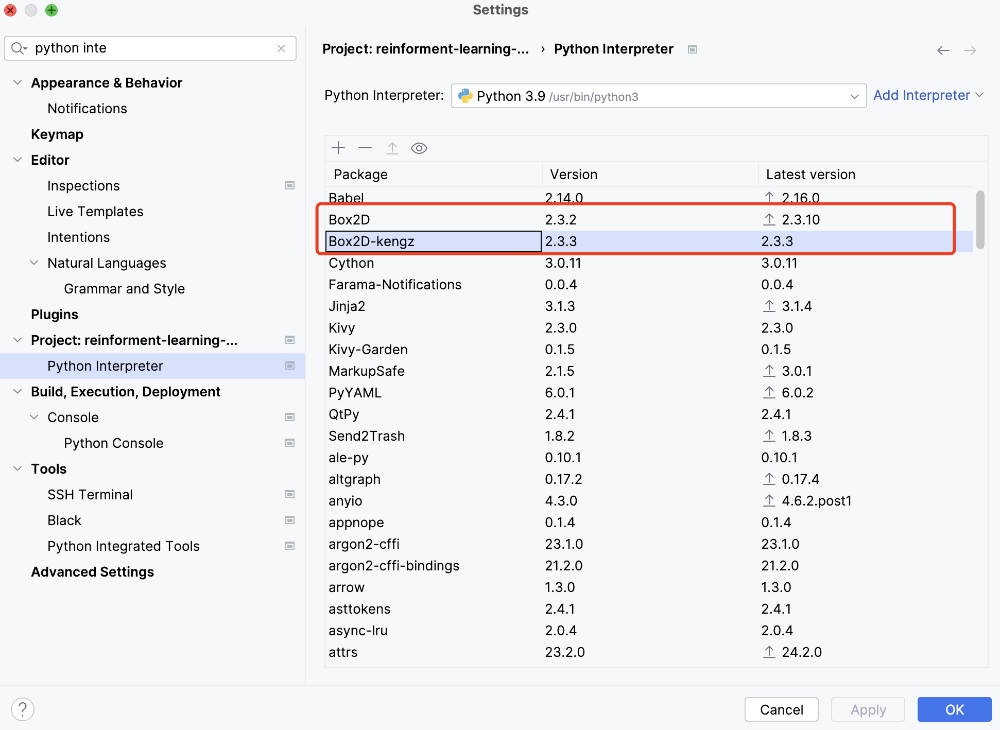 Settings
python inte
Appearance & Behavior
Notifications
Keymap
Editor
Inspections
Live Templates
Intentions
Natural Languages
Grammar and Style
Plugins
Project: reinforment-learning-...
Python Interpreter
Build, Execution, Deployment
Console
Python Console
Tools
SSH Terminal
Black
Python Integrated Tools
Advanced Settings
Project: reinforment-learning-... › Python Interpreter
Python Interpreter: Python 3.9 /usr/bin/python3 Add Interpreter
Package Version Latest version
Babel 2.14.0 2.16.0
Box2D 2.3.2 2.3.10
Box2D-kengz 2.3.3 2.3.3
Cython 3.0.11 3.0.11
Farama-Notifications 0.0.4 0.0.4
Jinja2 3.1.3 3.1.4
Kivy 2.3.0 2.3.0
Kivy-Garden 0.1.5 0.1.5
MarkupSafe 2.1.5 3.0.1
PyYAML 6.0.1 6.0.2
QtPy 2.4.1 2.4.1
Send2Trash 1.8.2 1.8.3
ale-py 0.10.1 0.10.1
altgraph 0.17.2 0.17.4
anyio 4.3.0 4.6.2.post1
appnope 0.1.4 0.1.4
argon2-cffi 23.1.0 23.1.0
argon2-cffi-bindings 21.2.0 21.2.0
arrow 1.3.0 1.3.0
asttokens 2.4.1 2.4.1
async-lru 2.0.4 2.0.4
attrs 23.2.0 24.2.0
? Cancel Apply OK